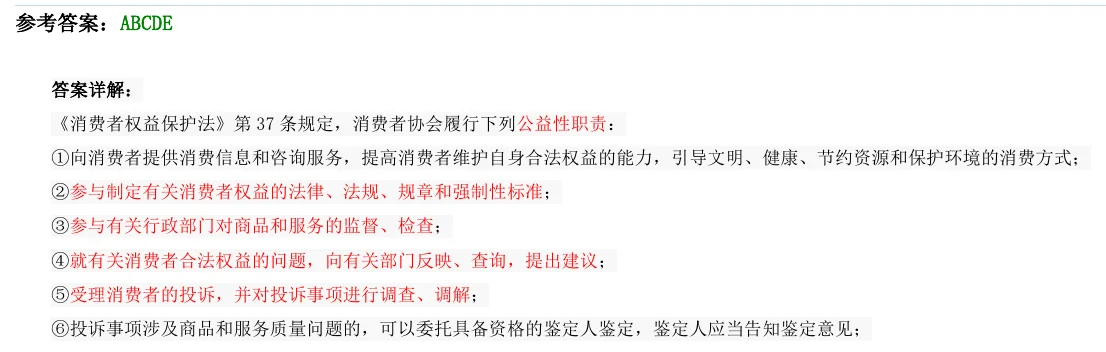 参考答案：ABCDE
答案详解：
《消费者权益保护法》第 37 条规定，消费者协会履行下列公益性职责：
①向消费者提供消费信息和咨询服务，提高消费者维护自身合法权益的能力，引导文明、健康、节约资源和保护环境的消费方式；
②参与制定有关消费者权益的法律、法规、规章和强制性标准；
③参与有关行政部门对商品和服务的监督、检查；
④就有关消费者合法权益的问题，向有关部门反映、查询，提出建议；
⑤受理消费者的投诉，并对投诉事项进行调查、调解；
⑥投诉事项涉及商品和服务质量问题的，可以委托具备资格的鉴定人鉴定，鉴定人应当告知鉴定意见；